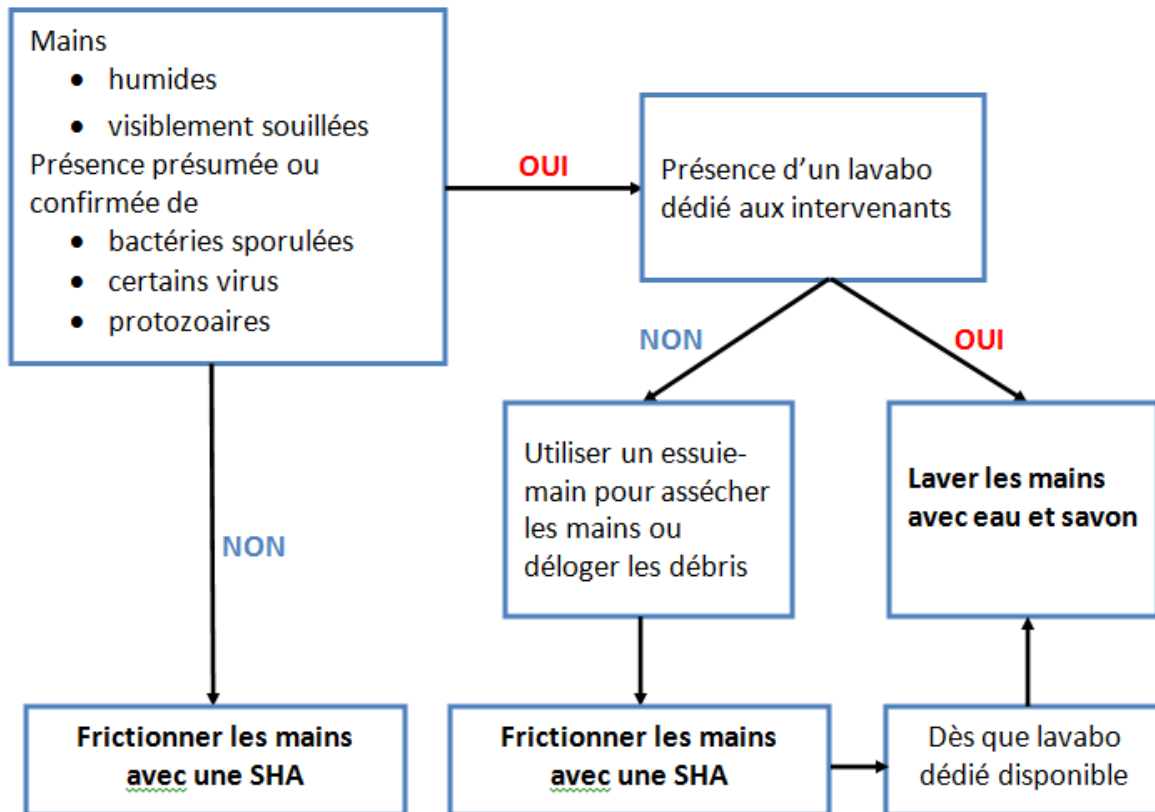 Mains
• humides
• visiblement souillées
Présence présumée ou
confirmée de
• bactéries sporulées
• certains virus
• protozoaires
OUI
Présence d'un lavabo
dédié aux intervenants
NON
OUI
Utiliser un essuie-
main pour assécher
les mains ou
déloger les débris
Laver les mains
avec eau et savon
NON
Frictionner les mains
avec une SHA
Frictionner les mains
avec une SHA
Dès que lavabo
dédié disponible